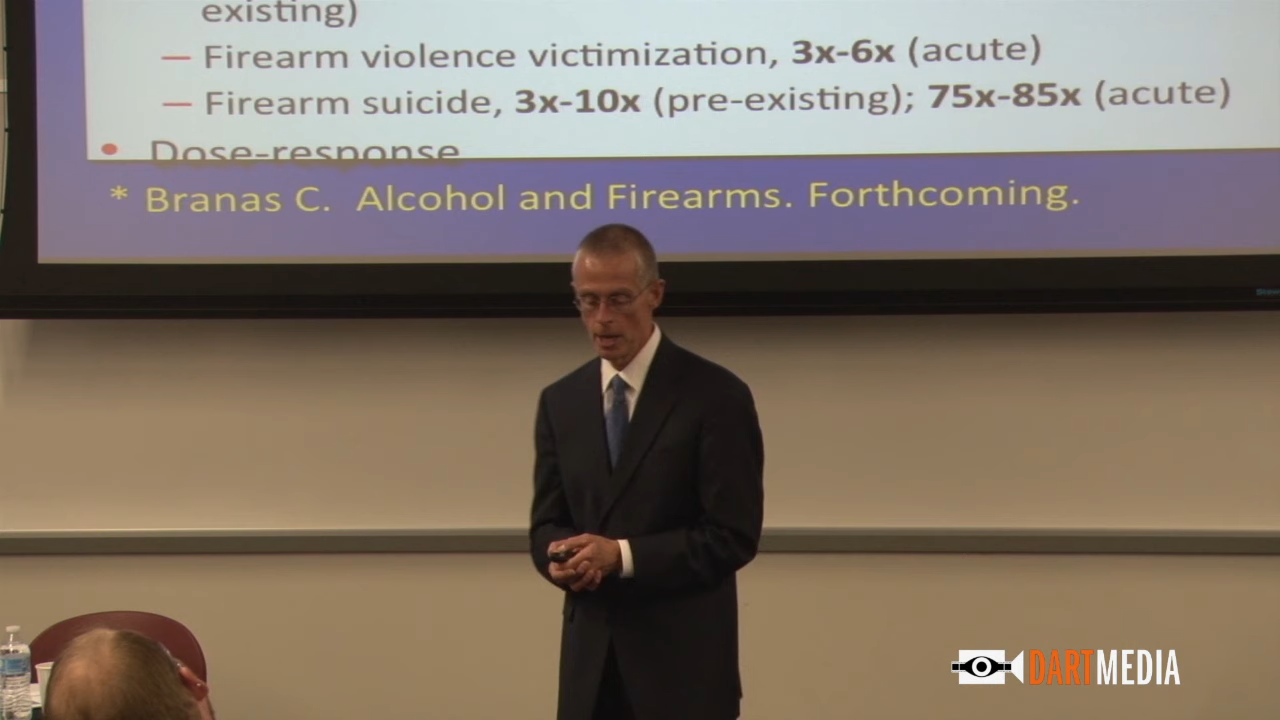 existing)
— Firearm violence victimization, 3x-6x (acute)
— Firearm suicide, 3x-10x (pre-existing); 75x-85x (acute)
• Dose-response
* Branas C. Alcohol and Firearms. Forthcoming.
DARTMEDIA